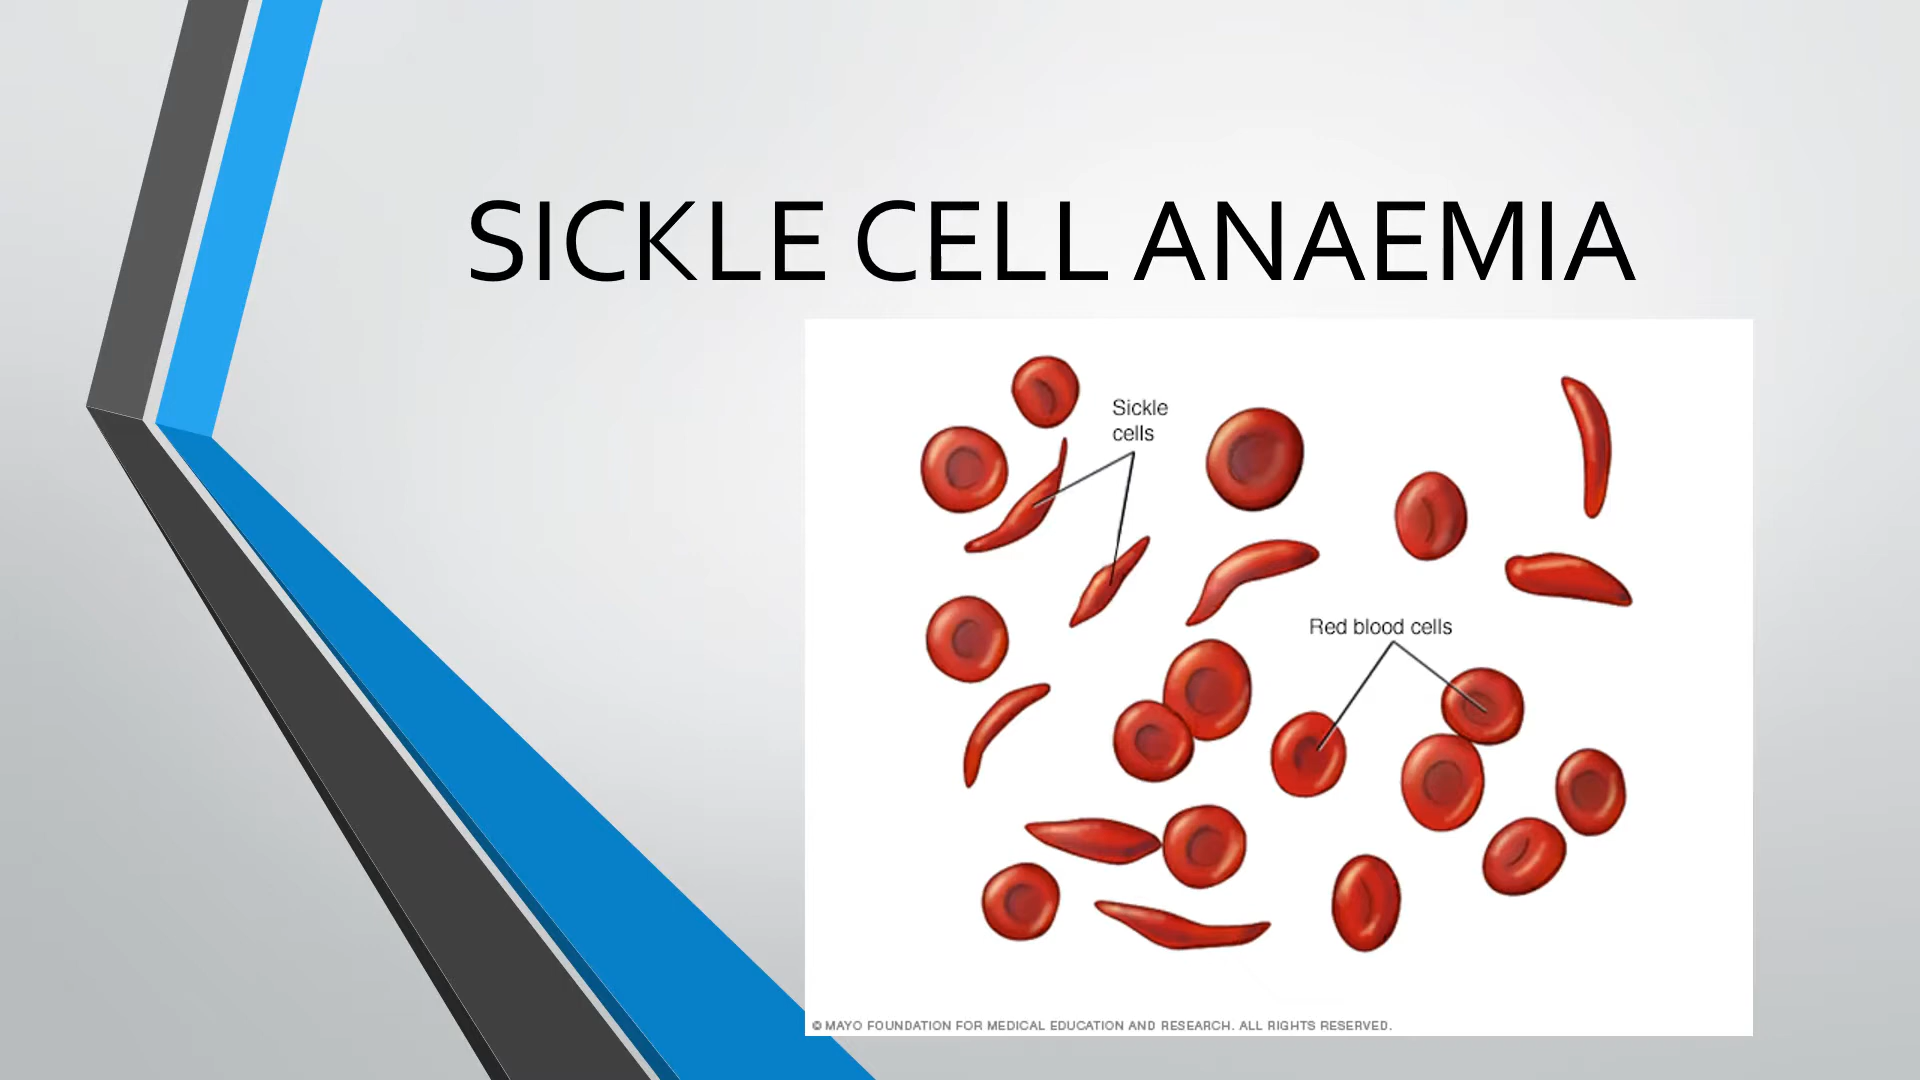 SICKLE CELL ANAEMIA
Sickle
cells
Red blood cells
© MAYO FOUNDATION FOR MEDICAL EDUCATION AND RESEARCH. ALL RIGHTS RESERVED.